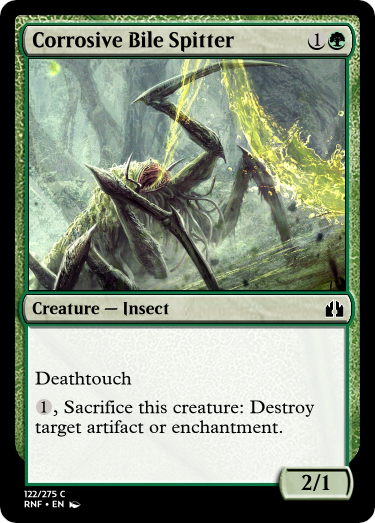 Corrosive Bile Spitter 1
Creature — Insect
Deathtouch
1, Sacrifice this creature: Destroy
target artifact or enchantment.
2/1
122/275 C
RNF • EN